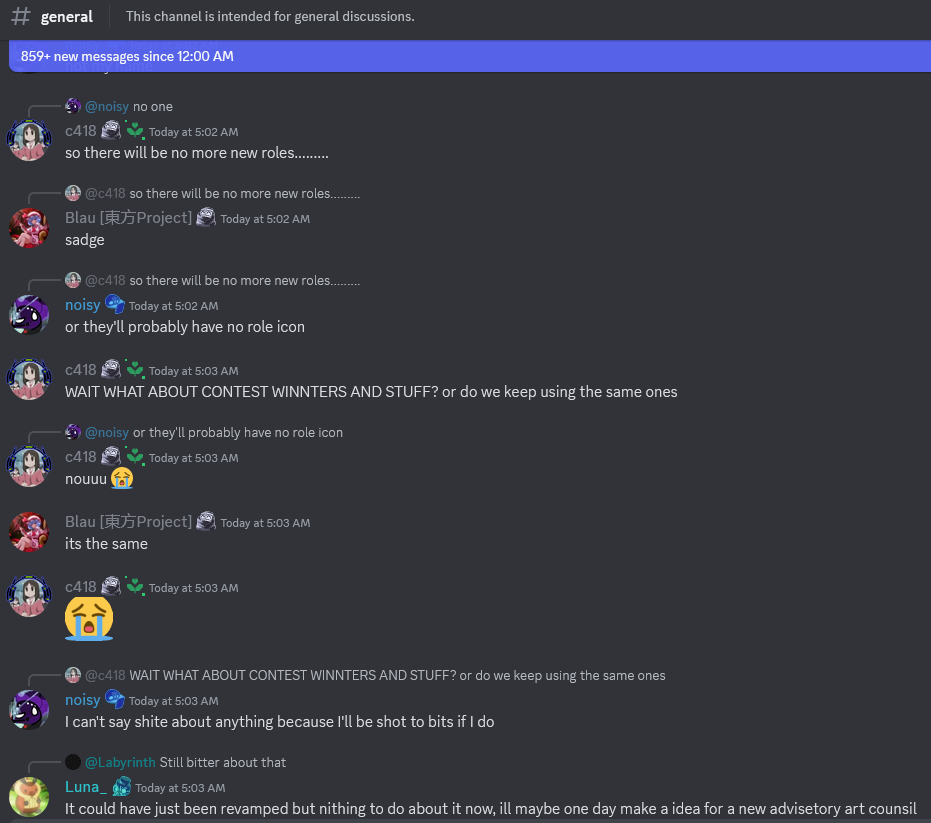 general This channel is intended for general discussions.
859+ new messages since 12:00 AM
@noisy no one
c418 Today at 5:02 AM
so there will be no more new roles.........
@c418 so there will be no more new roles.........
Blau [東方Project] Today at 5:02 AM
sadge
@c418 so there will be no more new roles.........
noisy Today at 5:02 AM
or they'll probably have no role icon
c418 Today at 5:03 AM
WAIT WHAT ABOUT CONTEST WINNTERS AND STUFF? or do we keep using the same ones
@noisy or they'll probably have no role icon
c418 Today at 5:03 AM
nouuu 😭
Blau [東方Project] Today at 5:03 AM
its the same
c418 Today at 5:03 AM
😭
@c418 WAIT WHAT ABOUT CONTEST WINNTERS AND STUFF? or do we keep using the same ones
noisy Today at 5:03 AM
I can't say shite about anything because I'll be shot to bits if I do
@Labyrinth Still bitter about that
Luna_ Today at 5:03 AM
It could have just been revamped but nithing to do about it now, ill maybe one day make a idea for a new advisetory art counsil